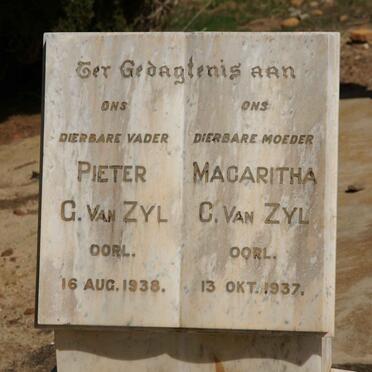 Ter Gedagtenis aan
ONS
DIERBARE VADER
PIETER
G. VAN ZYL
OORL.
16 AUG. 1938.
ONS
DIERBARE MOEDER
MAGARITHA
C. VAN ZYL
OORL.
13 OKT. 1937.